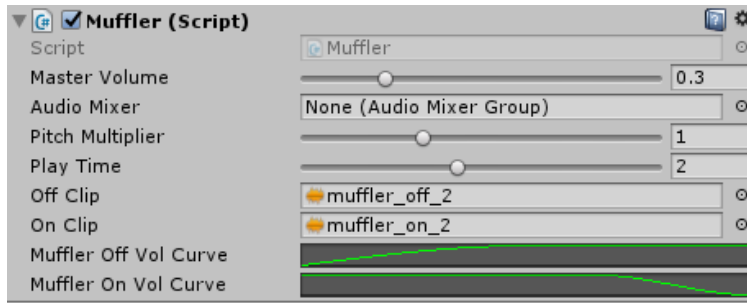 Muffler (Script)
Script Muffler
Master Volume 0.3
Audio Mixer None (Audio Mixer Group)
Pitch Multiplier 1
Play Time 2
Off Clip muffler_off_2
On Clip muffler_on_2
Muffler Off Vol Curve
Muffler On Vol Curve